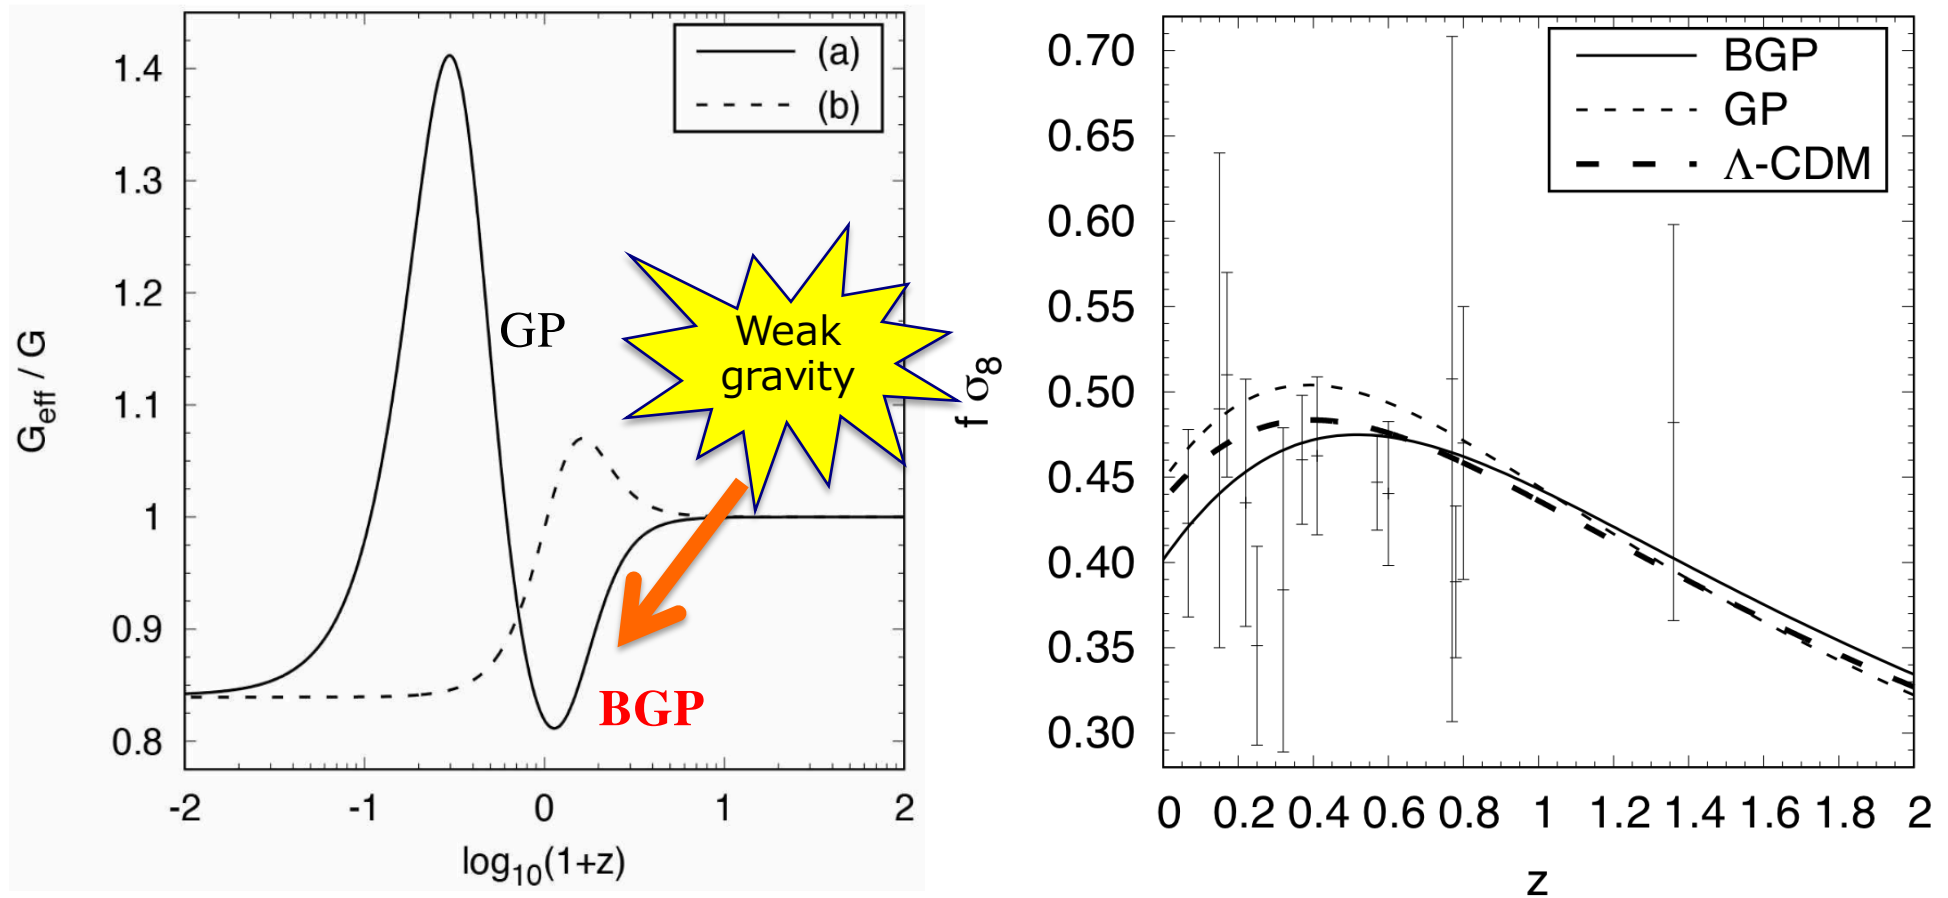 1.4
1.3
1.2
1.1
1
0.9
0.8
G_eff / G
-2 -1 0 1 2
log_10(1+z)
(a)
(b)
GP
Weak
gravity
BGP
0.70
0.65
0.60
0.55
0.50
0.45
0.40
0.35
0.30
f σ_8
0 0.2 0.4 0.6 0.8 1 1.2 1.4 1.6 1.8 2
z
BGP
GP
Λ-CDM